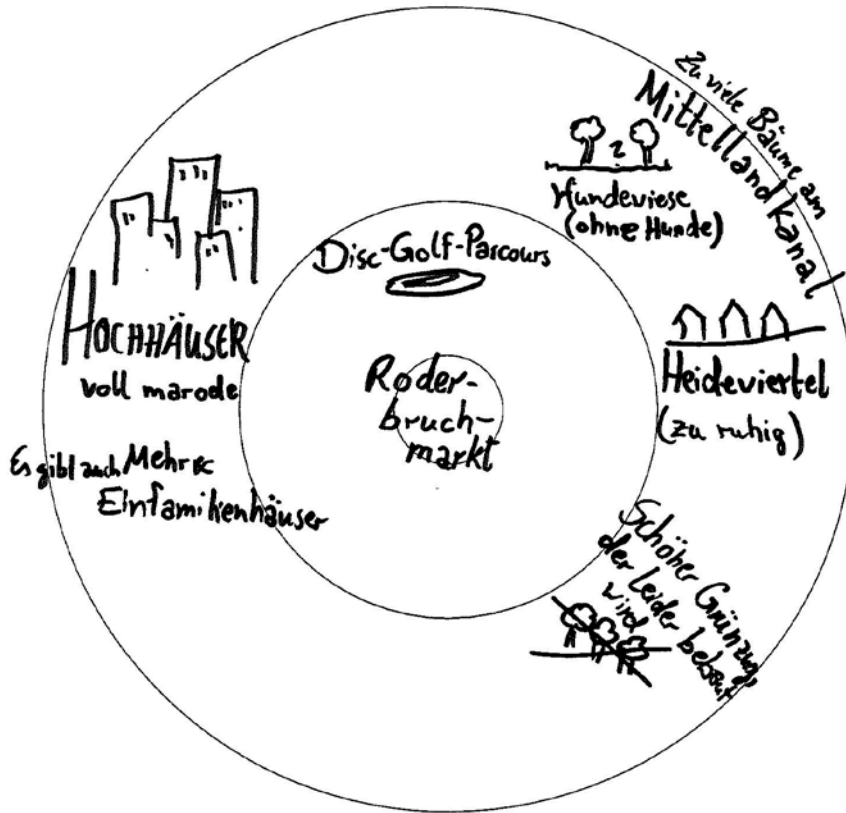 Zu viele Bäume am
Mittellandkanal
Hundeviese
(ohne Hunde)
Disc-Golf-Parcours
HOCHHÄUSER
voll marode
Roder-
bruch-
markt
Heideviertel
(zu ruhig)
Es gibt auch Mehr &
Einfamilienhäuser
Schöner Grünzug,
der leider bebaut
wird